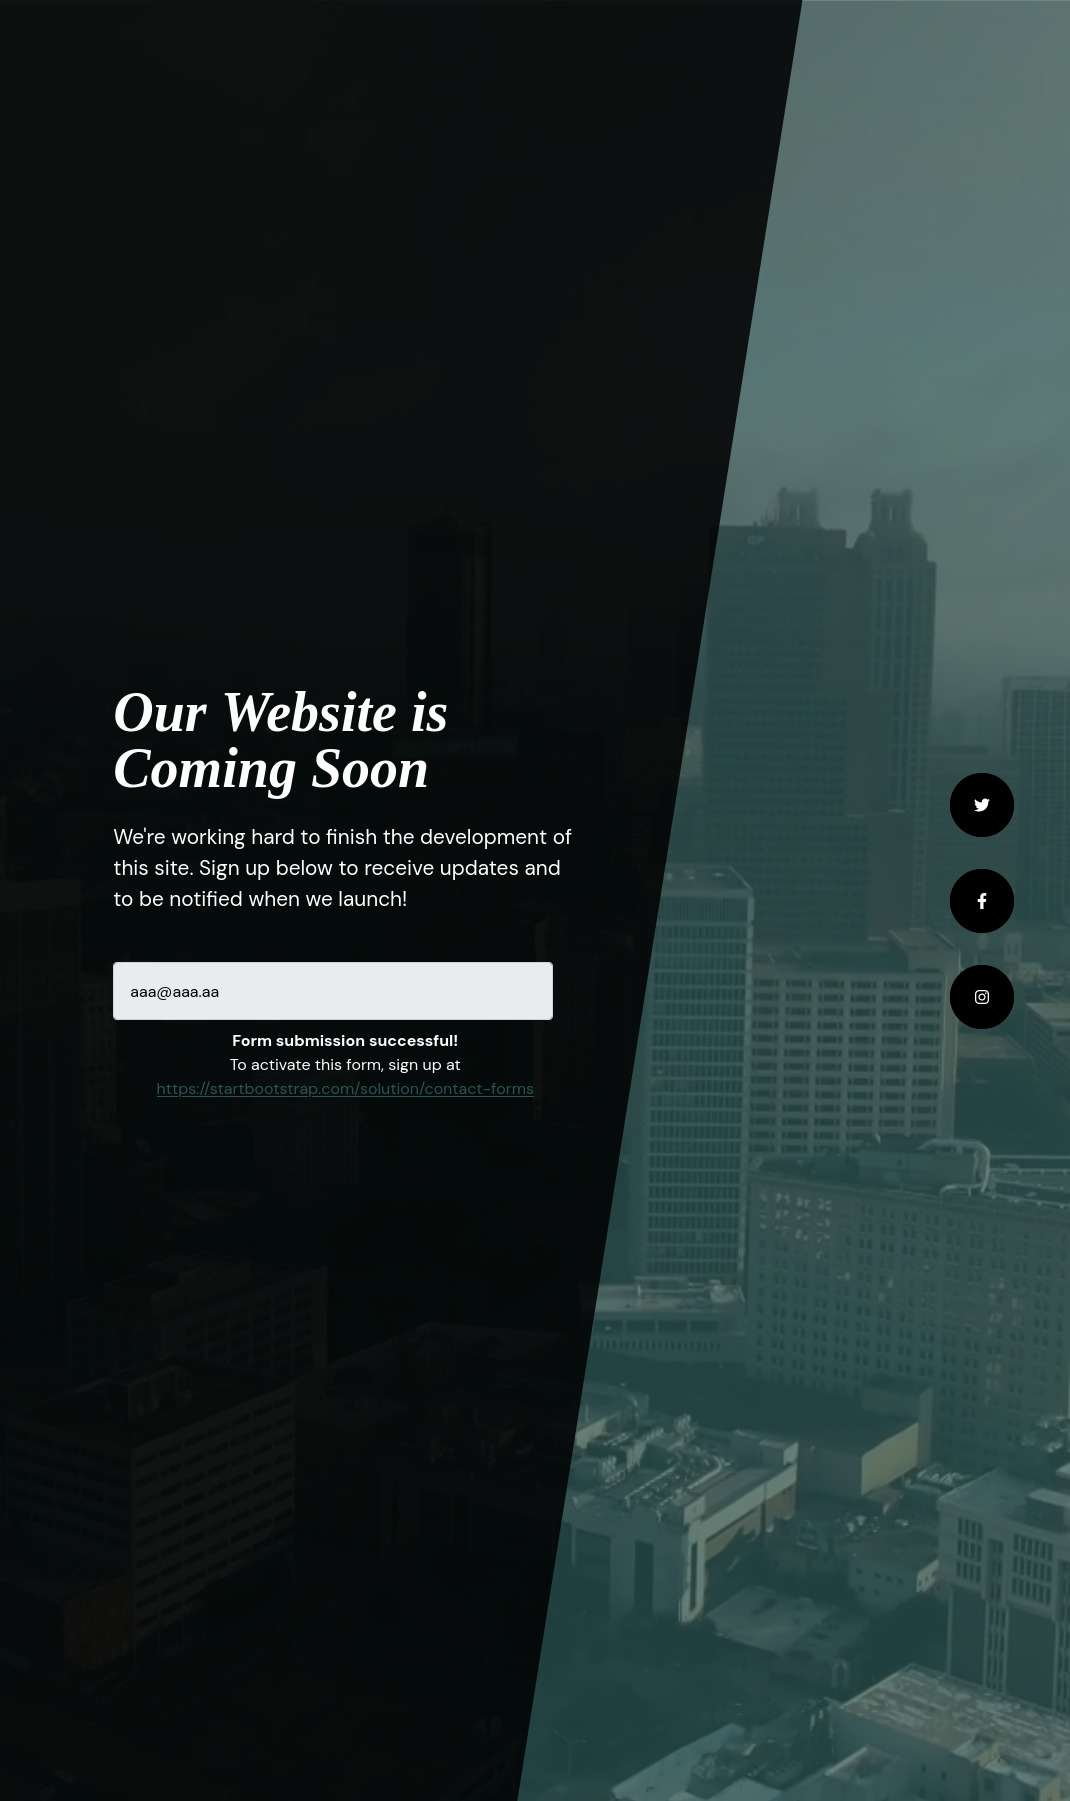 Our Website is
Coming Soon
We're working hard to finish the development of
this site. Sign up below to receive updates and
to be notified when we launch!
aaa@aaa.aa
Form submission successful!
To activate this form, sign up at
https://startbootstrap.com/solution/contact-forms